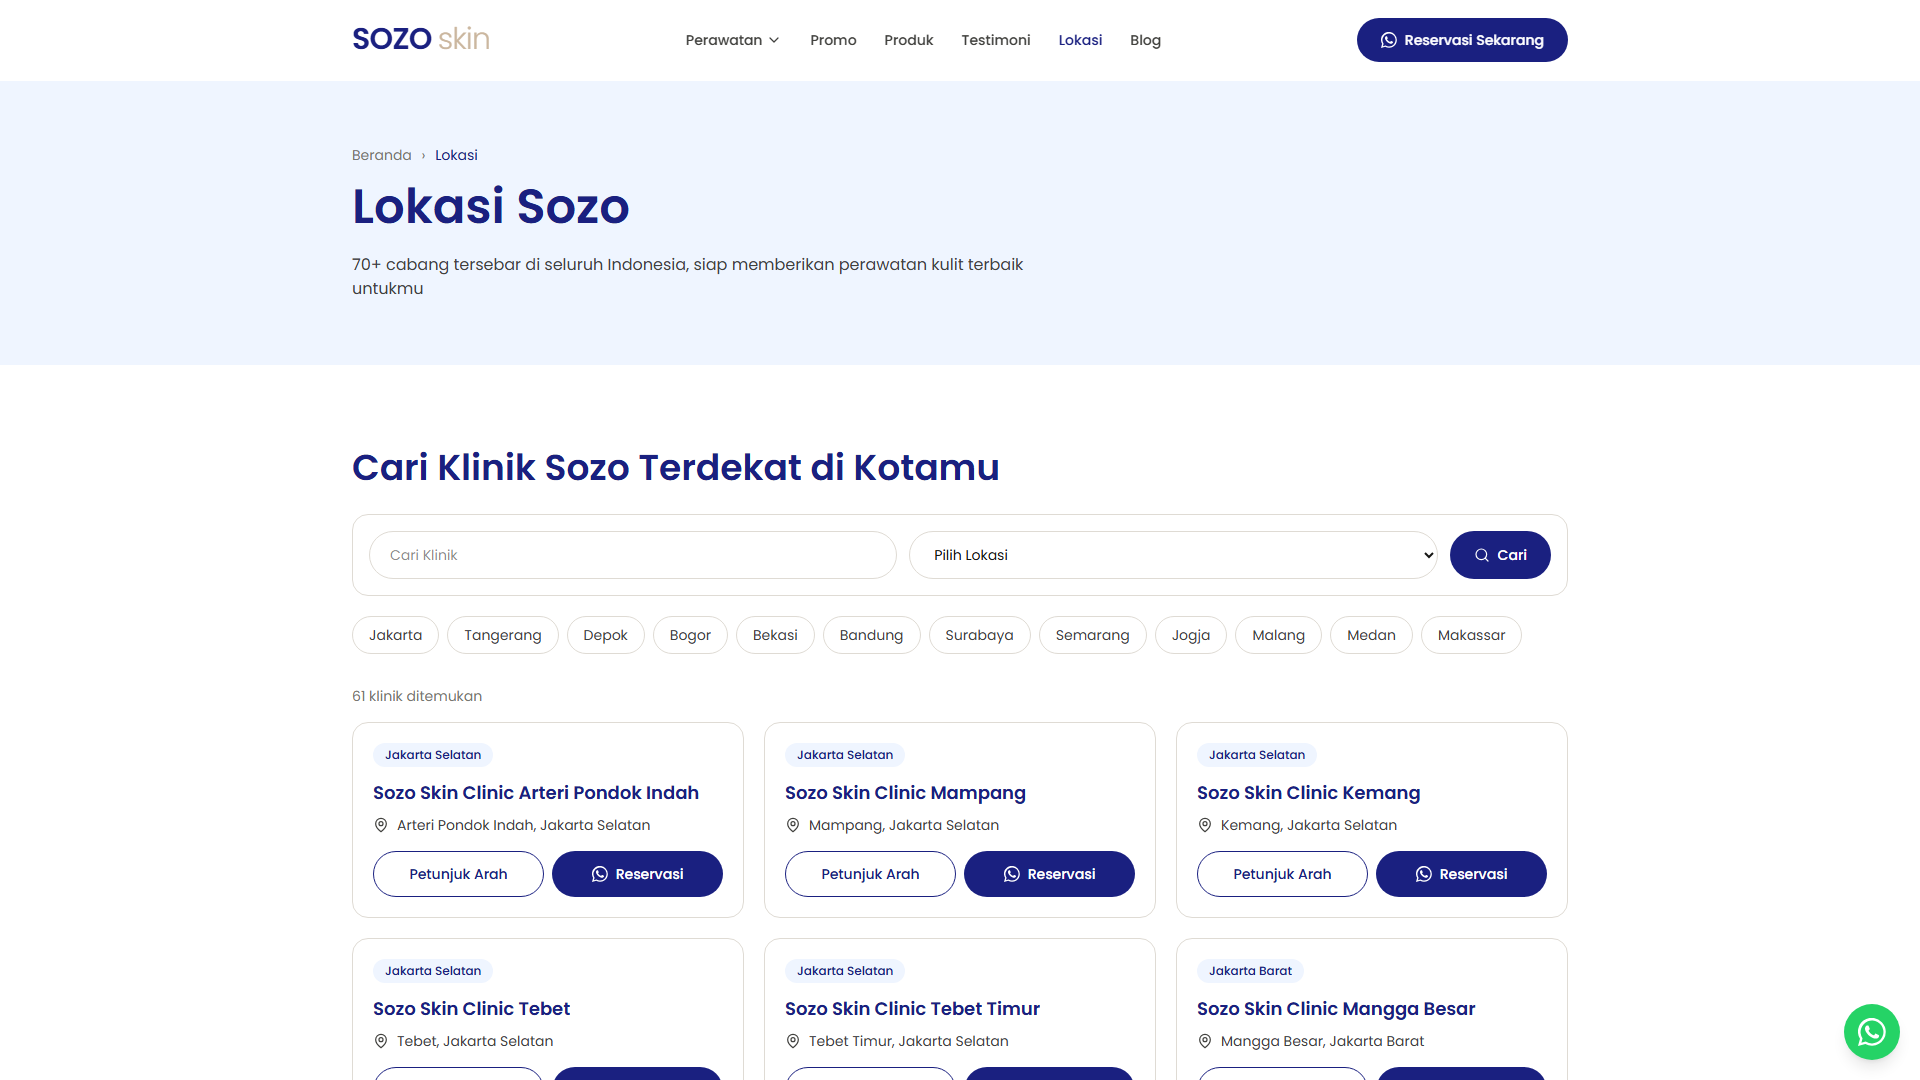 SOZO skin
Perawatan
Promo
Produk
Testimoni
Lokasi
Blog
Reservasi Sekarang
Beranda › Lokasi
Lokasi Sozo
70+ cabang tersebar di seluruh Indonesia, siap memberikan perawatan kulit terbaik
untukmu
Cari Klinik Sozo Terdekat di Kotamu
Cari Klinik
Pilih Lokasi
Cari
Jakarta
Tangerang
Depok
Bogor
Bekasi
Bandung
Surabaya
Semarang
Jogja
Malang
Medan
Makassar
61 klinik ditemukan
Jakarta Selatan
Sozo Skin Clinic Arteri Pondok Indah
Arteri Pondok Indah, Jakarta Selatan
Petunjuk Arah
Reservasi
Jakarta Selatan
Sozo Skin Clinic Mampang
Mampang, Jakarta Selatan
Petunjuk Arah
Reservasi
Jakarta Selatan
Sozo Skin Clinic Kemang
Kemang, Jakarta Selatan
Petunjuk Arah
Reservasi
Jakarta Selatan
Sozo Skin Clinic Tebet
Tebet, Jakarta Selatan
Jakarta Selatan
Sozo Skin Clinic Tebet Timur
Tebet Timur, Jakarta Selatan
Jakarta Barat
Sozo Skin Clinic Mangga Besar
Mangga Besar, Jakarta Barat